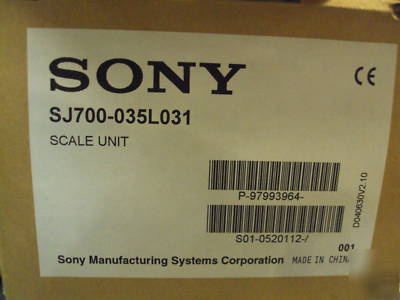 SONY
CE
SJ700-035L031
SCALE UNIT
P-97993964-
S01-0520112-/
D040630V2.10
001
Sony Manufacturing Systems Corporation MADE IN CHINA